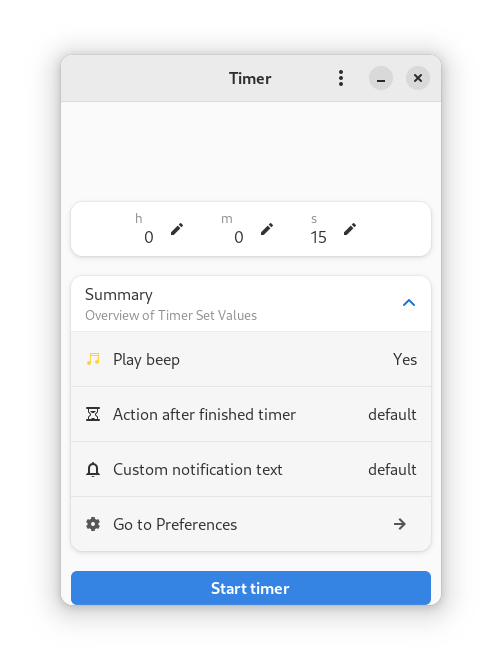 Timer
h m s
0 0 15
Summary
Overview of Timer Set Values
Play beep Yes
Action after finished timer default
Custom notification text default
Go to Preferences
Start timer